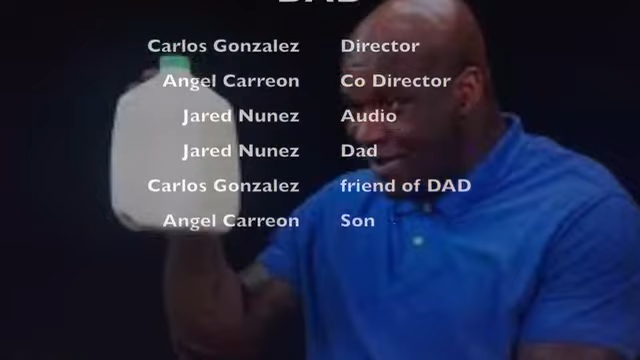 DAD
Carlos Gonzalez Director
Angel Carreon Co Director
Jared Nunez Audio
Jared Nunez Dad
Carlos Gonzalez friend of DAD
Angel Carreon Son